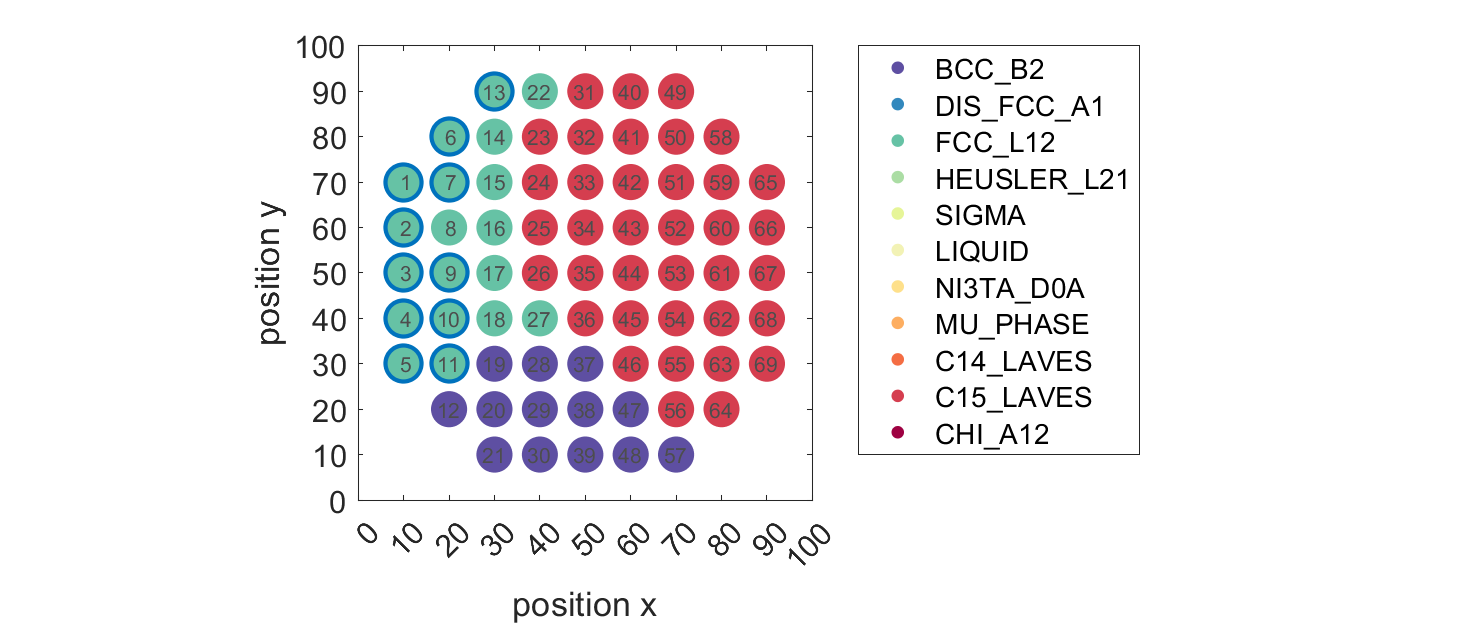 100
90
80
70
60
50
40
30
20
10
0
position y
13 22 31 40 49
6 14 23 32 41 50 58
1 7 15 24 33 42 51 59 65
2 8 16 25 34 43 52 60 66
3 9 17 26 35 44 53 61 67
4 10 18 27 36 45 54 62 68
5 11 19 28 37 46 55 63 69
12 20 29 38 47 56 64
21 30 39 48 57
0 10 20 30 40 50 60 70 80 90 100
position x
BCC_B2
DIS_FCC_A1
FCC_L12
HEUSLER_L21
SIGMA
LIQUID
NI3TA_D0A
MU_PHASE
C14_LAVES
C15_LAVES
CHI_A12